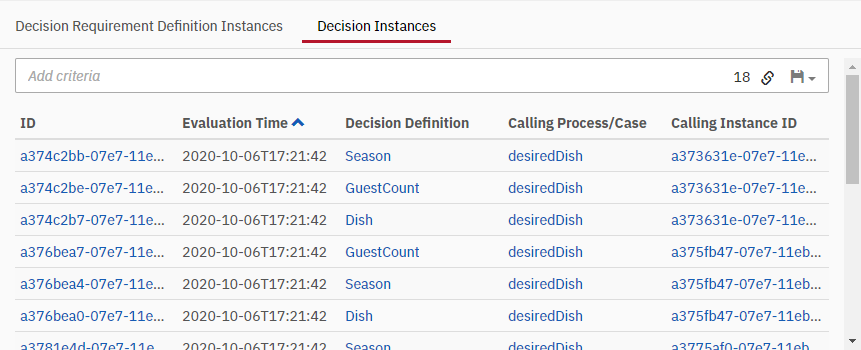 Decision Requirement Definition Instances Decision Instances
Add criteria 18
ID Evaluation Time Decision Definition Calling Process/Case Calling Instance ID
a374c2bb-07e7-11e... 2020-10-06T17:21:42 Season desiredDish a373631e-07e7-11e...
a374c2be-07e7-11e... 2020-10-06T17:21:42 GuestCount desiredDish a373631e-07e7-11e...
a374c2b7-07e7-11e... 2020-10-06T17:21:42 Dish desiredDish a373631e-07e7-11e...
a376bea7-07e7-11e... 2020-10-06T17:21:42 GuestCount desiredDish a375fb47-07e7-11eb...
a376bea4-07e7-11e... 2020-10-06T17:21:42 Season desiredDish a375fb47-07e7-11eb...
a376bea0-07e7-11e... 2020-10-06T17:21:42 Dish desiredDish a375fb47-07e7-11eb...
a3781e4d-07e7-11e... 2020-10-06T17:21:42 Season desiredDish a3775af0-07e7-11eb...